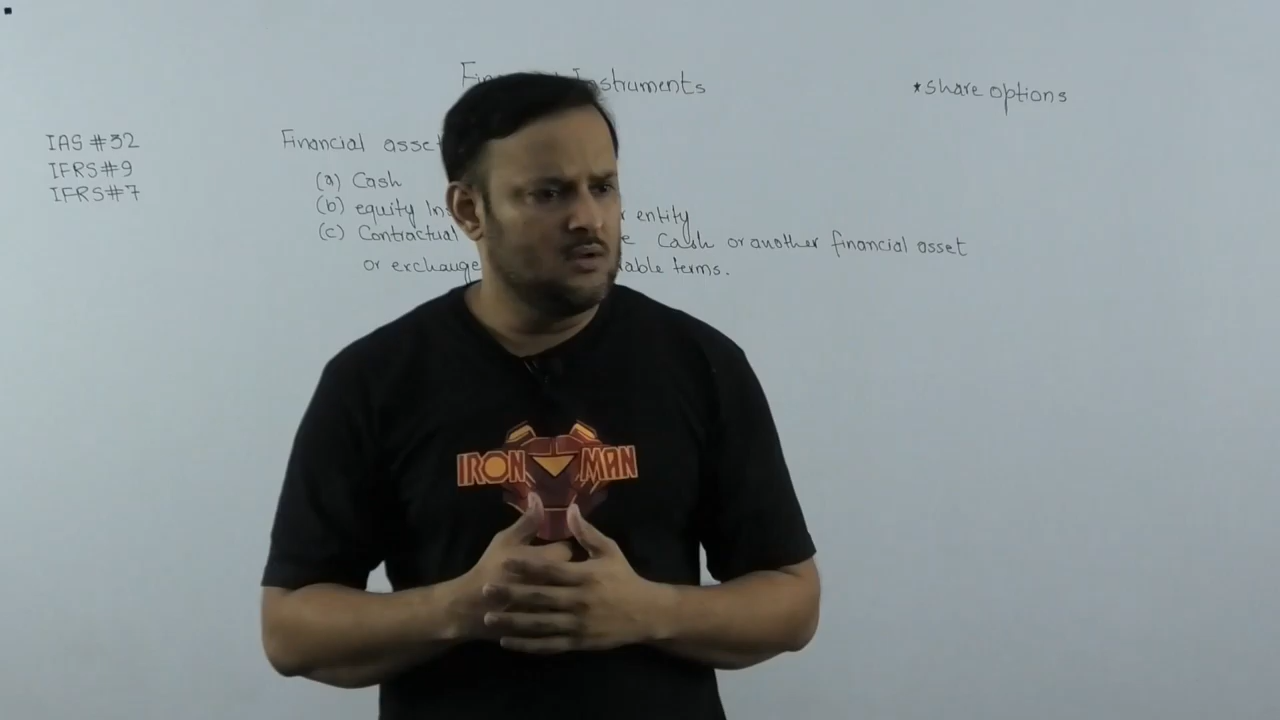 Instruments
*share options
IAS #32
IFRS#9
IFRS#7
Financial
(a) Cash
(b) equity entity
(c) Contractual Cash or another financial asset
or exchange terms.
IRON MAN